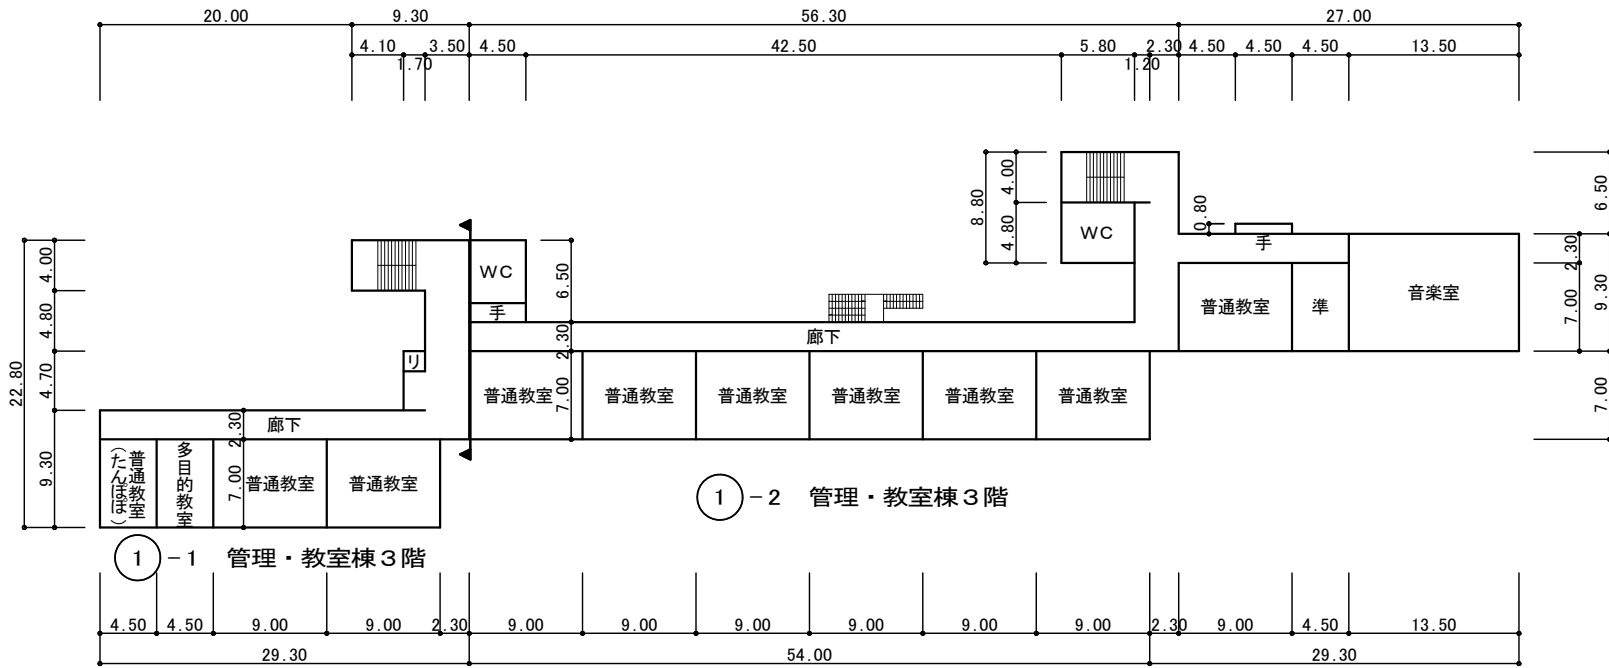 20.00 9.30 56.30 27.00
4.10 3.50 4.50 42.50 5.80 2.30 4.50 4.50 4.50 13.50
1.70 1.20
8.80
4.00
4.80
0.80
6.50
2.30
9.30
7.00
7.00
WC
手
音楽室
普通教室
準
22.80
4.00
4.80
4.70
9.30
WC
手
6.50
2.30
7.00
リ
廊下
普通教室 普通教室 普通教室 普通教室 普通教室 普通教室
廊下
2.30
7.00
普通教室
(たんぽぽ)
多目的教室
普通教室
普通教室
①-2 管理・教室棟3階
①-1 管理・教室棟3階
4.50 4.50 9.00 9.00 2.30 9.00 9.00 9.00 9.00 9.00 9.00 2.30 9.00 4.50 13.50
29.30 54.00 29.30